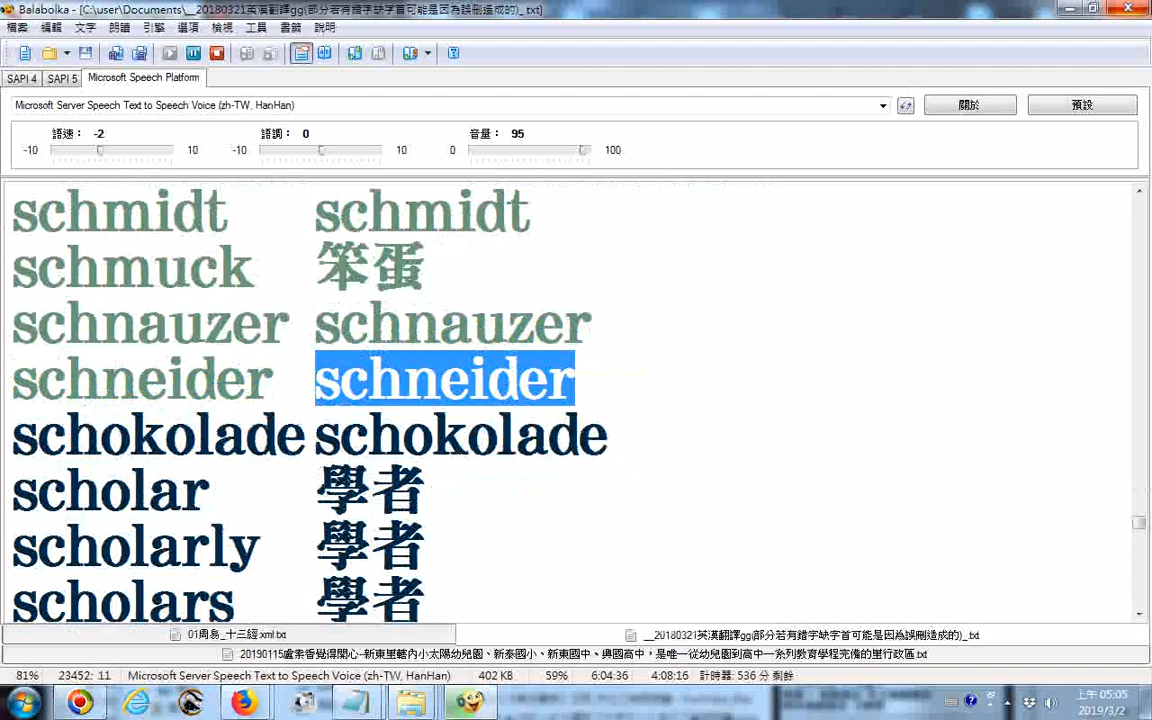 Balabolka - [C:\user\Documents\__20180321英漢翻譯gg(部分若有錯字缺字首可能是因為誤刪造成的)_.txt]
檔案 編輯 文字 朗讀 引擎 選項 檢視 工具 書籤 說明
SAPI 4 SAPI 5 Microsoft Speech Platform
Microsoft Server Speech Text to Speech Voice (zh-TW, HanHan) 關於 預設
語速: -2 語調: 0 音量: 95
-10 10 -10 10 0 100
schmidt schmidt
schmuck 笨蛋
schnauzer schnauzer
schneider schneider
schokolade schokolade
scholar 學者
scholarly 學者
scholars 學者
01周易_十三經.xml.txt __20180321英漢翻譯gg(部分若有錯字缺字首可能是因為誤刪造成的)_.txt
20190115盧素香覺得開心-新東里轄內小太陽幼兒園、新泰國小、新東國中、興國高中，是唯一從幼兒園到高中一系列教育學程完備的里行政區.txt
81% 23452: 11 Microsoft Server Speech Text to Speech Voice (zh-TW, HanHan) 402 KB 59% 6:04:36 4:08:16 計時器: 536 分 剩餘
上午 05:05
2019/3/2